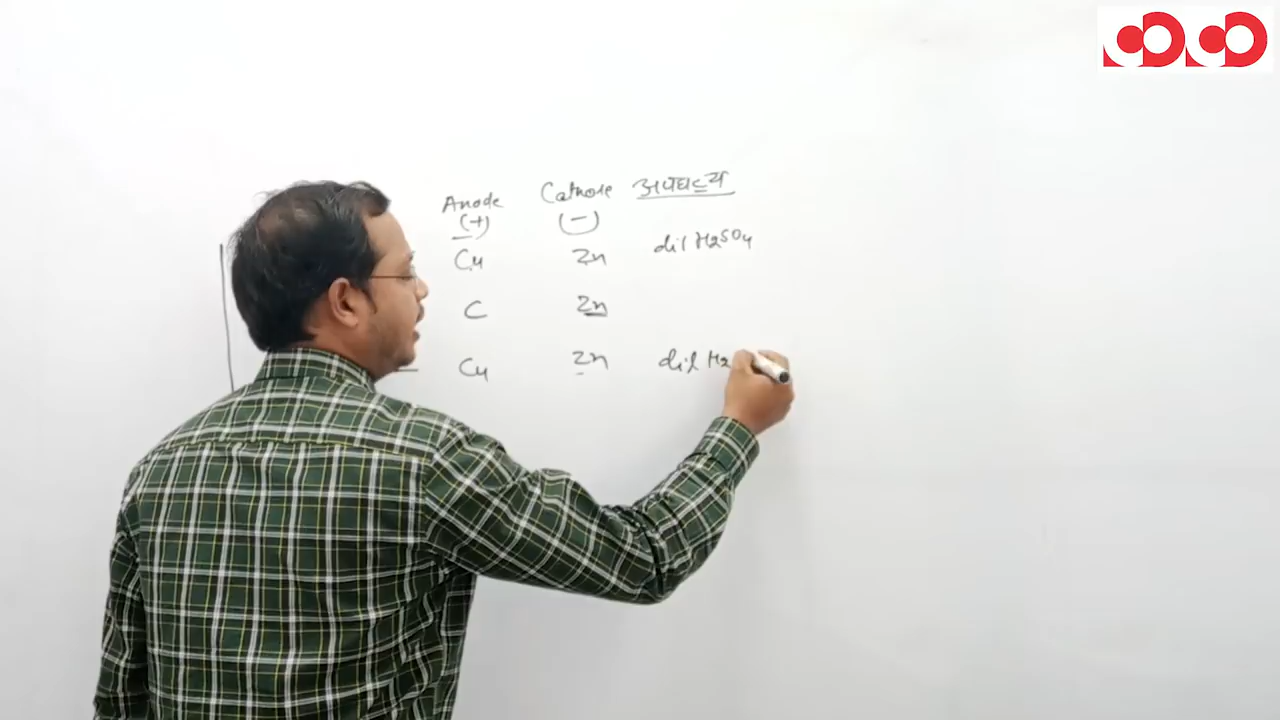 Anode Cathode अपघट्य
(+) (-)
Cu Zn dil H2SO4
C Zn
Cu Zn dil H2